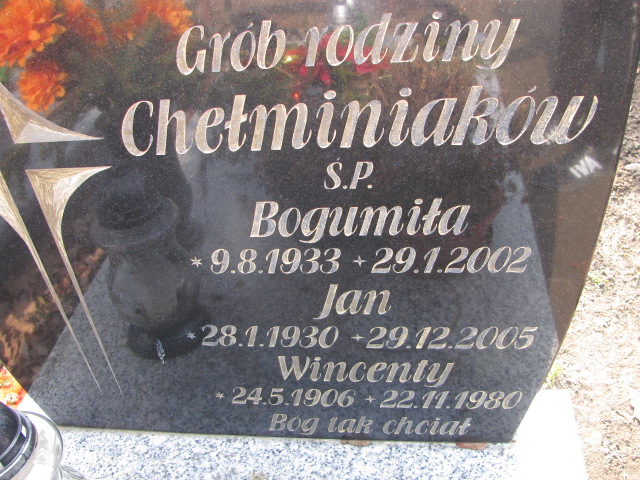 Grób rodziny
Chełminiaków
Ś.P.
Bogumiła
* 9.8.1933 + 29.1.2002
Jan
* 28.1.1930 + 29.12.2005
Wincenty
* 24.5.1906 + 22.11.1980
Bog tak chciał